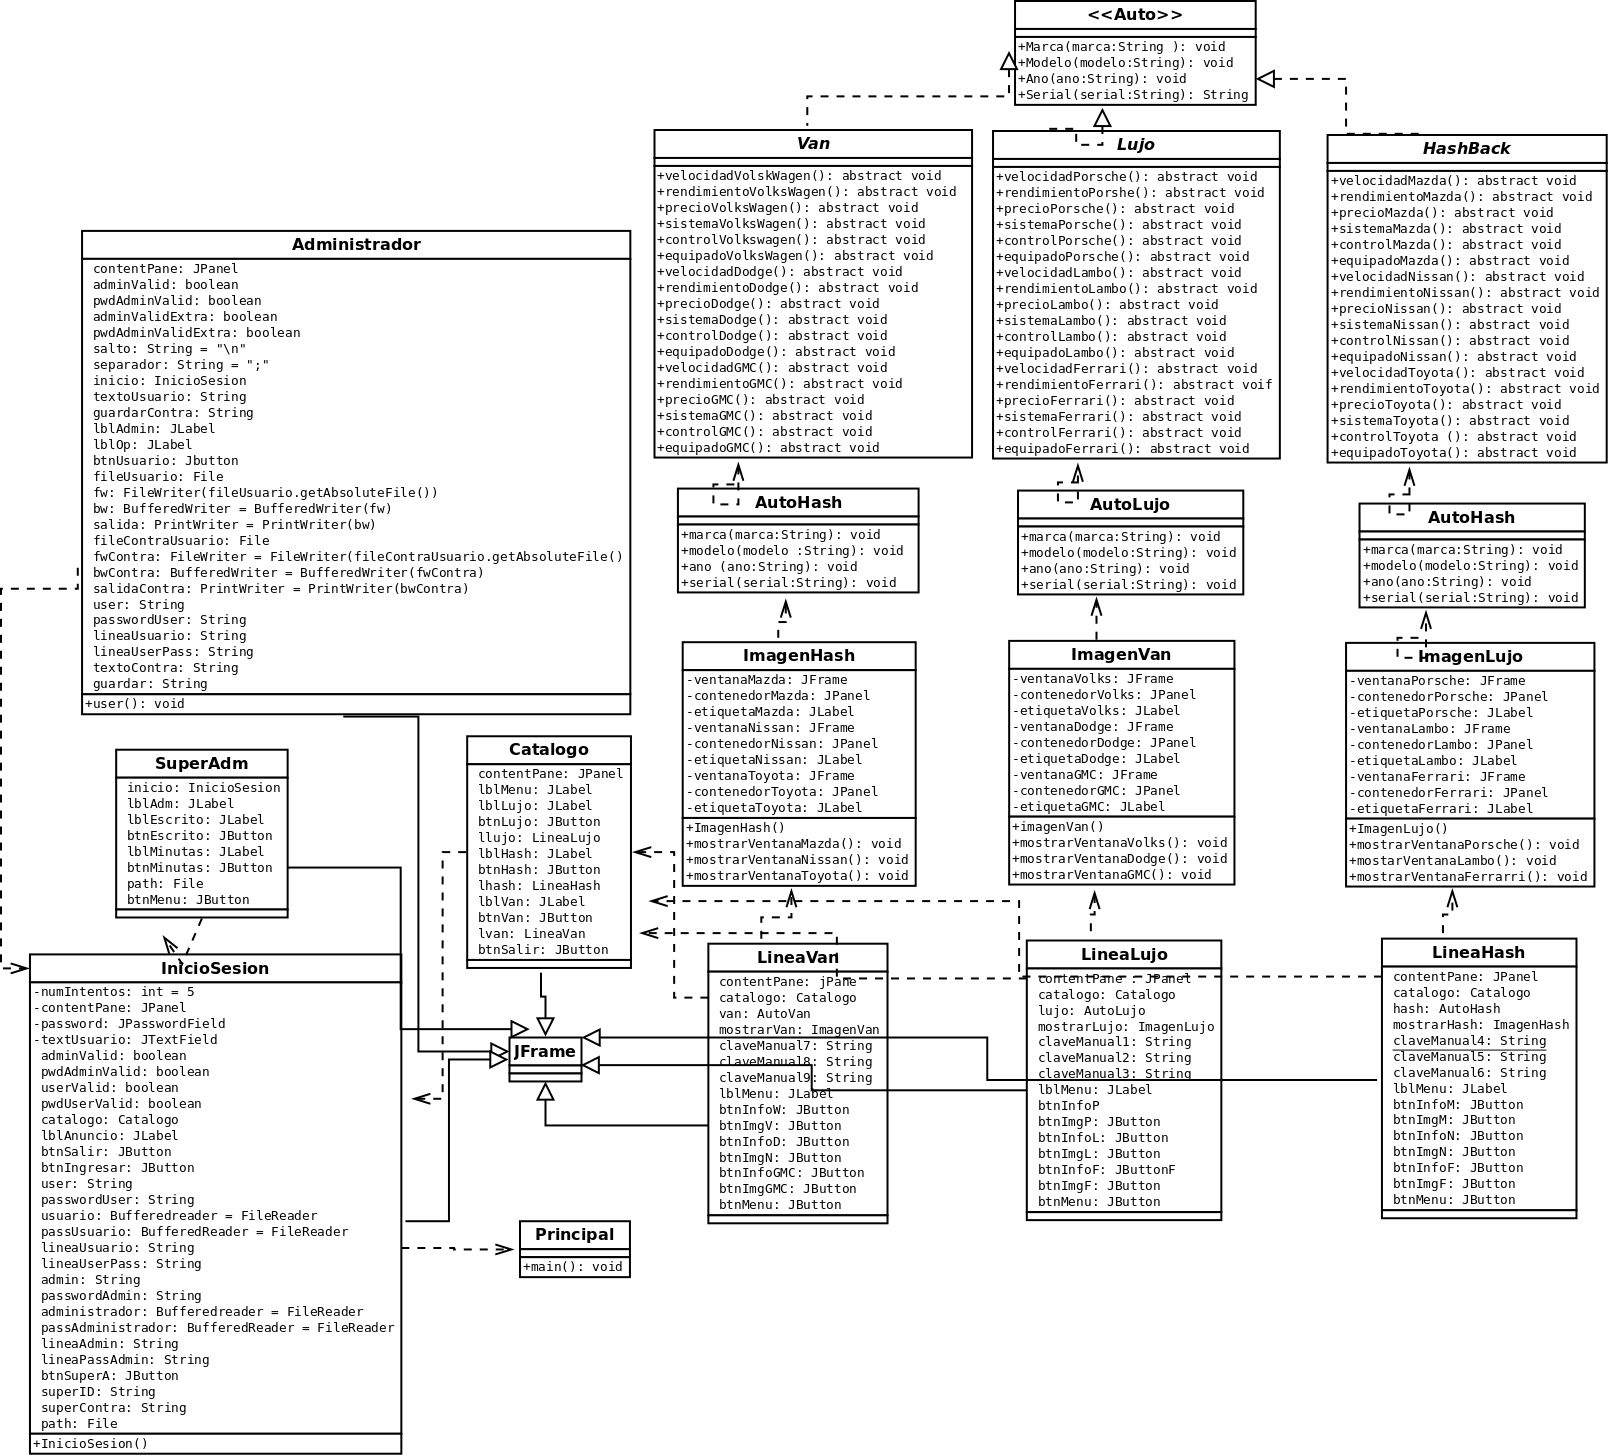 <<Auto>>
+Marca(marca:String ): void
+Modelo(modelo:String): void
+Ano(ano:String): void
+Serial(serial:String): String
Van
+velocidadVolskWagen(): abstract void
+rendimientoVolksWagen(): abstract void
+precioVolksWagen(): abstract void
+sistemaVolksWagen(): abstract void
+controlVolkswagen(): abstract void
+equipadoVolksWagen(): abstract void
+velocidadDodge(): abstract void
+rendimientoDodge(): abstract void
+precioDodge(): abstract void
+sistemaDodge(): abstract void
+controlDodge(): abstract void
+equipadoDodge(): abstract void
+velocidadGMC(): abstract void
+rendimientoGMC(): abstract void
+precioGMC(): abstract void
+sistemaGMC(): abstract void
+controlGMC(): abstract void
+equipadoGMC(): abstract void
Lujo
+velocidadPorsche(): abstract void
+rendimientoPorshe(): abstract void
+precioPorsche(): abstract void
+sistemaPorsche(): abstract void
+controlPorsche(): abstract void
+equipadoPorsche(): abstract void
+velocidadLambo(): abstract void
+rendimientoLambo(): abstract void
+precioLambo(): abstract void
+sistemaLambo(): abstract void
+controlLambo(): abstract void
+equipadoLambo(): abstract void
+velocidadFerrari(): abstract void
+rendimientoFerrari(): abstract voif
+precioFerrari(): abstract void
+sistemaFerrari(): abstract void
+controlFerrari(): abstract void
+equipadoFerrari(): abstract void
HashBack
+velocidadMazda(): abstract void
+rendimientoMazda(): abstract void
+precioMazda(): abstract void
+sistemaMazda(): abstract void
+controlMazda(): abstract void
+equipadoMazda(): abstract void
+velocidadNissan(): abstract void
+rendimientoNissan(): abstract void
+precioNissan(): abstract void
+sistemaNissan(): abstract void
+controlNissan(): abstract void
+equipadoNissan(): abstract void
+velocidadToyota(): abstract void
+rendimientoToyota(): abstract void
+precioToyota(): abstract void
+sistemaToyota(): abstract void
+controlToyota (): abstract void
+equipadoToyota(): abstract void
Administrador
contentPane: JPanel
adminValid: boolean
pwdAdminValid: boolean
adminValidExtra: boolean
pwdAdminValidExtra: boolean
salto: String = "\n"
separador: String = ";"
inicio: InicioSesion
textoUsuario: String
guardarContra: String
lblAdmin: JLabel
lblOp: JLabel
btnUsuario: Jbutton
fileUsuario: File
fw: FileWriter(fileUsuario.getAbsoluteFile())
bw: BufferedWriter = BufferedWriter(fw)
salida: PrintWriter = PrintWriter(bw)
fileContraUsuario: File
fwContra: FileWriter = FileWriter(fileContraUsuario.getAbsoluteFile()
bwContra: BufferedWriter = BufferedWriter(fwContra)
salidaContra: PrintWriter = PrintWriter(bwContra)
user: String
passwordUser: String
lineaUsuario: String
lineaUserPass: String
textoContra: String
guardar: String
+user(): void
AutoHash
+marca(marca:String): void
+modelo(modelo :String): void
+ano (ano:String): void
+serial(serial:String): void
AutoLujo
+marca(marca:String): void
+modelo(modelo:String): void
+ano(ano:String): void
+serial(serial:String): void
AutoHash
+marca(marca:String): void
+modelo(modelo:String): void
+ano(ano:String): void
+serial(serial:String): void
ImagenHash
-ventanaMazda: JFrame
-contenedorMazda: JPanel
-etiquetaMazda: JLabel
-ventanaNissan: JFrame
-contenedorNissan: JPanel
-etiquetaNissan: JLabel
-ventanaToyota: JFrame
-contenedorToyota: JPanel
-etiquetaToyota: JLabel
+ImagenHash()
+mostrarVentanaMazda(): void
+mostrarVentanaNissan(): void
+mostrarVentanaToyota(): void
ImagenVan
-ventanaVolks: JFrame
-contenedorVolks: JPanel
-etiquetaVolks: JLabel
-ventanaDodge: JFrame
-contenedorDodge: JPanel
-etiquetaDodge: JLabel
-ventanaGMC: JFrame
-contenedorGMC: JPanel
-etiquetaGMC: JLabel
+imagenVan()
+mostrarVentanaVolks(): void
+mostrarVentanaDodge(): void
+mostrarVentanaGMC(): void
ImagenLujo
-ventanaPorsche: JFrame
-contenedorPorsche: JPanel
-etiquetaPorsche: JLabel
-ventanaLambo: JFrame
-contenedorLambo: JPanel
-etiquetaLambo: JLabel
-ventanaFerrari: JFrame
-contenedorFerrari: JPanel
-etiquetaFerrari: JLabel
+ImagenLujo()
+mostrarVentanaPorsche(): void
+mostarVentanaLambo(): void
+mostrarVentanaFerrarri(): void
SuperAdm
inicio: InicioSesion
lblAdm: JLabel
lblEscrito: JLabel
btnEscrito: JButton
lblMinutas: JLabel
btnMinutas: JButton
path: File
btnMenu: JButton
Catalogo
contentPane: JPanel
lblMenu: JLabel
lblLujo: JLabel
btnLujo: JButton
llujo: LineaLujo
lblHash: JLabel
btnHash: JButton
lhash: LineaHash
lblVan: JLabel
btnVan: JButton
lvan: LineaVan
btnSalir: JButton
InicioSesion
-numIntentos: int = 5
-contentPane: JPanel
-password: JPasswordField
-textUsuario: JTextField
adminValid: boolean
pwdAdminValid: boolean
userValid: boolean
pwdUserValid: boolean
catalogo: Catalogo
lblAnuncio: JLabel
btnSalir: JButton
btnIngresar: JButton
user: String
passwordUser: String
usuario: Bufferedreader = FileReader
passUsuario: BufferedReader = FileReader
lineaUsuario: String
lineaUserPass: String
admin: String
passwordAdmin: String
administrador: Bufferedreader = FileReader
passAdministrador: BufferedReader = FileReader
lineaAdmin: String
lineaPassAdmin: String
btnSuperA: JButton
superID: String
superContra: String
path: File
+InicioSesion()
JFrame
Principal
+main(): void
LineaVan
contentPane: jPane
catalogo: Catalogo
van: AutoVan
mostrarVan: ImagenVan
claveManual7: String
claveManual8: String
claveManual9: String
lblMenu: JLabel
btnInfoW: JButton
btnImgV: JButton
btnInfoD: JButton
btnImgN: JButton
btnInfoGMC: JButton
btnImgGMC: JButton
btnMenu: JButton
LineaLujo
contentPane : JPanel
catalogo: Catalogo
lujo: AutoLujo
mostrarLujo: ImagenLujo
claveManual1: String
claveManual2: String
claveManual3: String
lblMenu: JLabel
btnInfoP
btnImgP: JButton
btnInfoL: JButton
btnImgL: JButton
btnInfoF: JButtonF
btnImgF: JButton
btnMenu: JButton
LineaHash
contentPane: JPanel
catalogo: Catalogo
hash: AutoHash
mostrarHash: ImagenHash
claveManual4: String
claveManual5: String
claveManual6: String
lblMenu: JLabel
btnInfoM: JButton
btnImgM: JButton
btnInfoN: JButton
btnImgN: JButton
btnInfoF: JButton
btnImgF: JButton
btnMenu: JButton